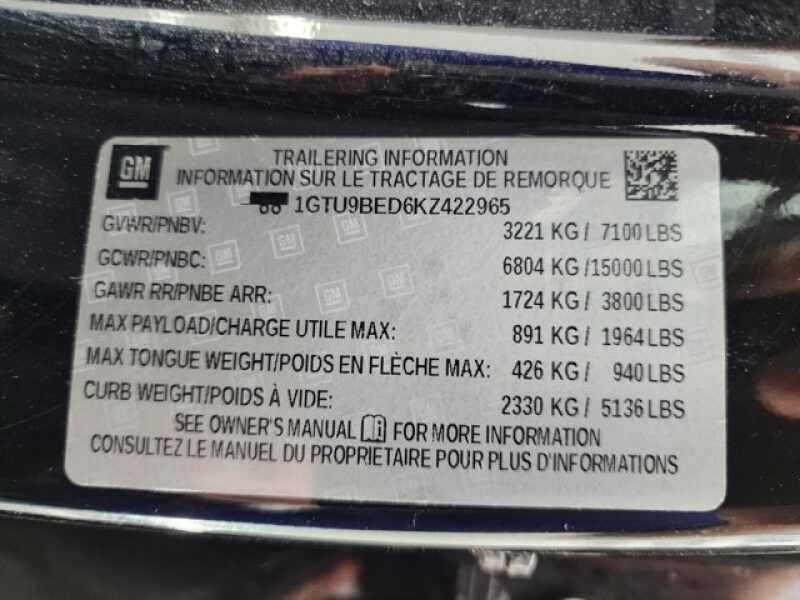 GM
TRAILERING INFORMATION
INFORMATION SUR LE TRACTAGE DE REMORQUE
1GTU9BED6KZ422965
GVWR/PNBV: 3221 KG/ 7100 LBS
GCWR/PNBC: 6804 KG/15000 LBS
GAWR RR/PNBE ARR: 1724 KG/ 3800 LBS
MAX PAYLOAD/CHARGE UTILE MAX: 891 KG/ 1964 LBS
MAX TONGUE WEIGHT/POIDS EN FLÈCHE MAX: 426 KG/ 940 LBS
CURB WEIGHT/POIDS À VIDE: 2330 KG/ 5136 LBS
SEE OWNER'S MANUAL FOR MORE INFORMATION
CONSULTEZ LE MANUEL DU PROPRIETAIRE POUR PLUS D'INFORMATIONS